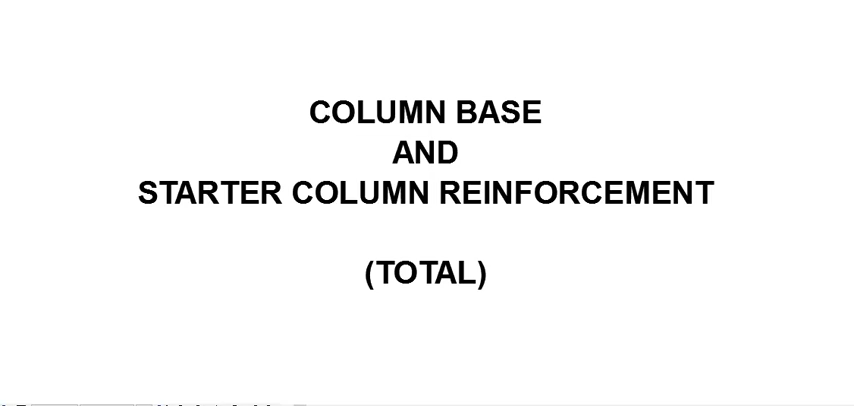 COLUMN BASE
AND
STARTER COLUMN REINFORCEMENT
(TOTAL)